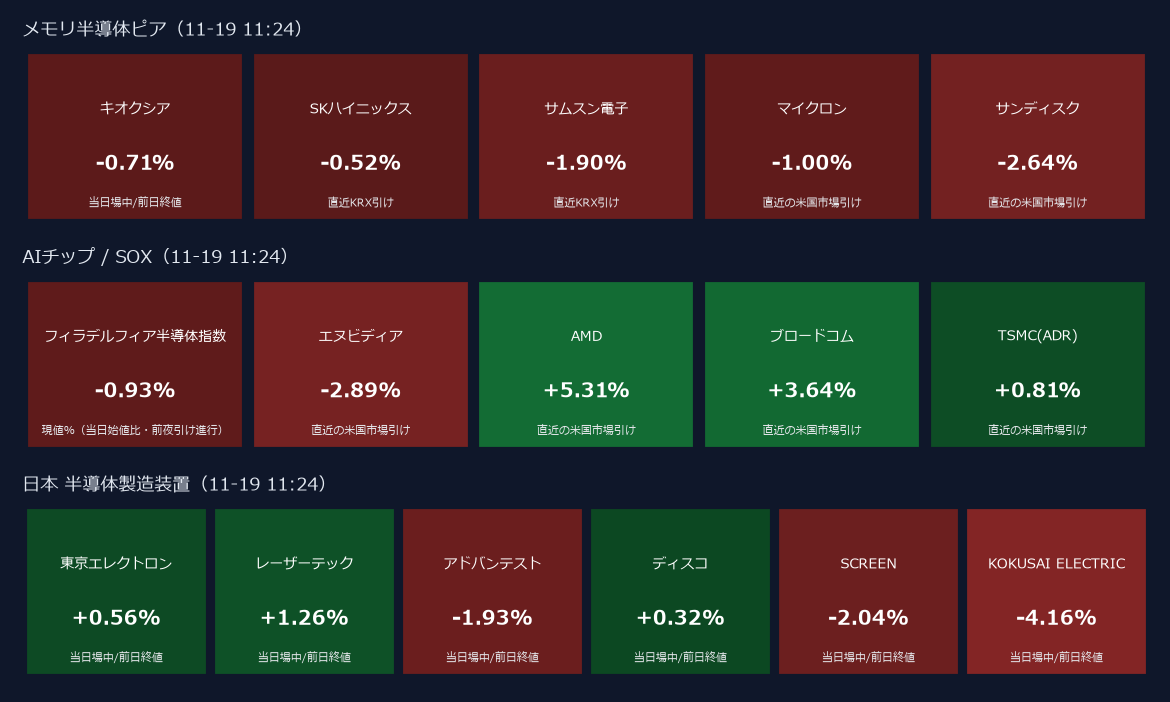 メモリ半導体ピア（11-19 11:24）
キオクシア
-0.71%
当日場中/前日終値
SKハイニックス
-0.52%
直近KRX引け
サムスン電子
-1.90%
直近KRX引け
マイクロン
-1.00%
直近の米国市場引け
サンディスク
-2.64%
直近の米国市場引け
AIチップ / SOX（11-19 11:24）
フィラデルフィア半導体指数
-0.93%
現値%（当日始値比・前夜引け進行）
エヌビディア
-2.89%
直近の米国市場引け
AMD
+5.31%
直近の米国市場引け
ブロードコム
+3.64%
直近の米国市場引け
TSMC(ADR)
+0.81%
直近の米国市場引け
日本 半導体製造装置（11-19 11:24）
東京エレクトロン
+0.56%
当日場中/前日終値
レーザーテック
+1.26%
当日場中/前日終値
アドバンテスト
-1.93%
当日場中/前日終値
ディスコ
+0.32%
当日場中/前日終値
SCREEN
-2.04%
当日場中/前日終値
KOKUSAI ELECTRIC
-4.16%
当日場中/前日終値